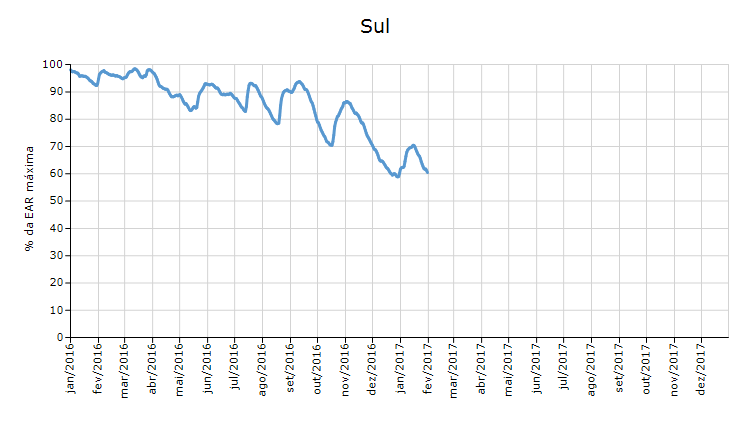 Sul
% da EAR máxima
100
90
80
70
60
50
40
30
20
10
0
jan/2016
fev/2016
mar/2016
abr/2016
mai/2016
jun/2016
jul/2016
ago/2016
set/2016
out/2016
nov/2016
dez/2016
jan/2017
fev/2017
mar/2017
abr/2017
mai/2017
jun/2017
jul/2017
ago/2017
set/2017
out/2017
nov/2017
dez/2017